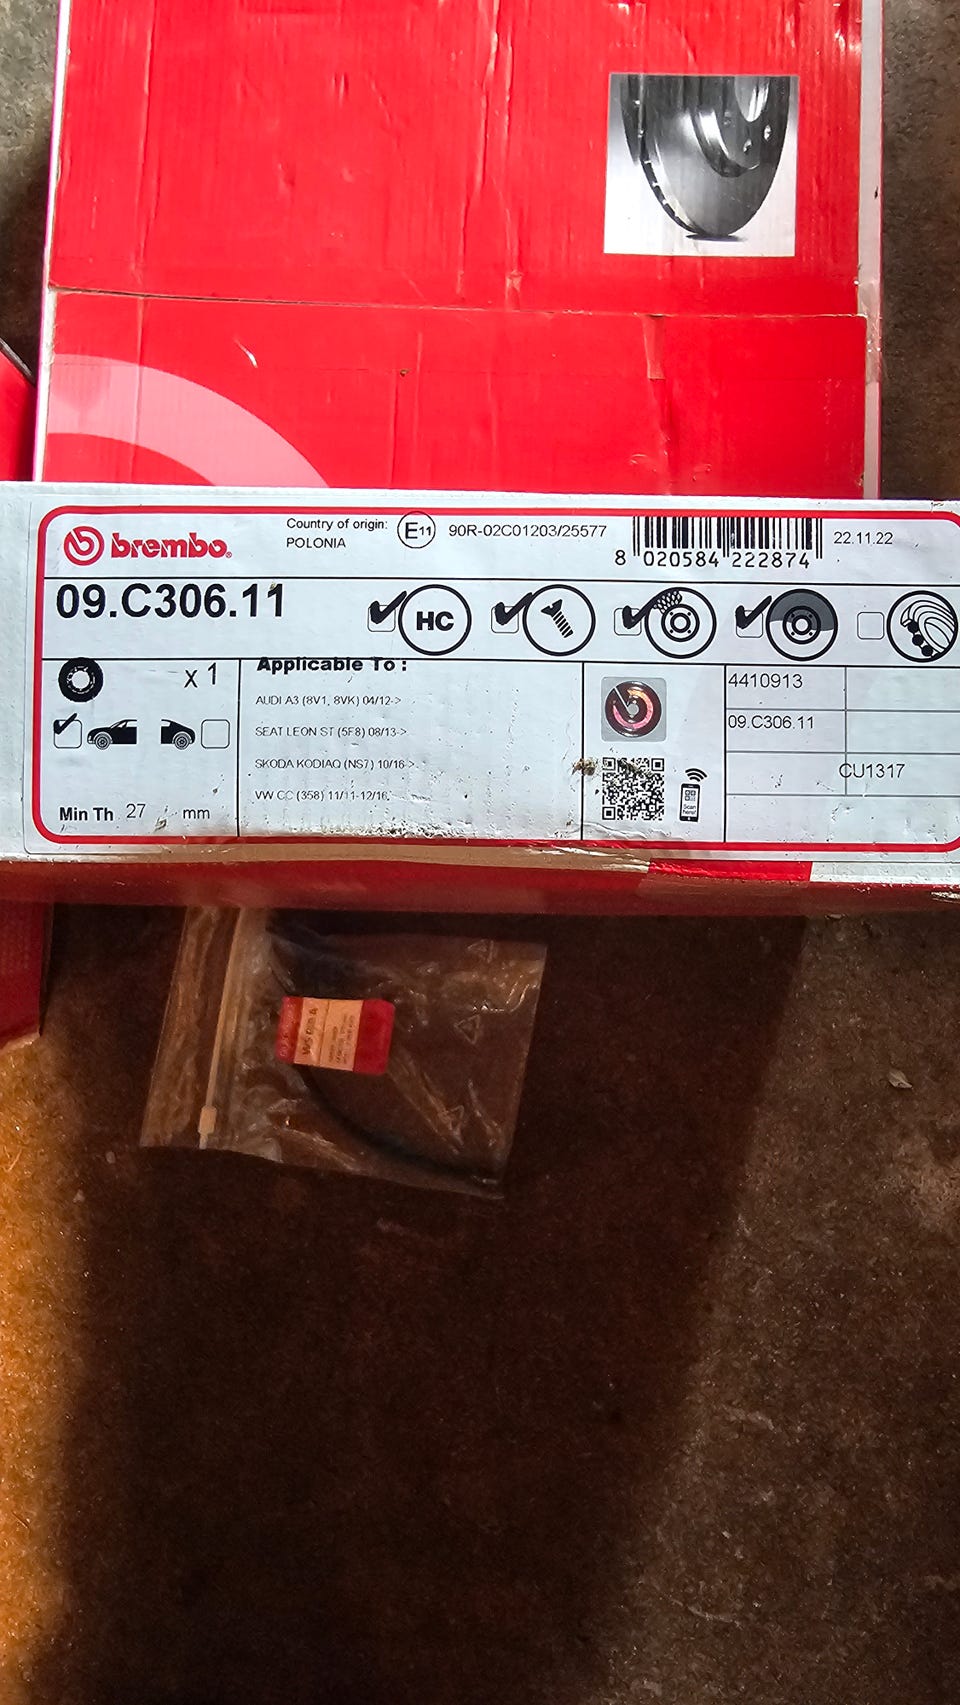 brembo®
Country of origin:
POLONIA
E11
90R-02C01203/25577
8 020584 222874
22.11.22
09.C306.11
HC
x 1
Applicable To :
AUDI A3 (8V1, 8VK) 04/12->
SEAT LEON ST (5F8) 08/13->
SKODA KODIAQ (NS7) 10/16->
VW CC (358) 11/11-12/16
Min Th 27 mm
Scan here!
4410913
09.C306.11
CU1317